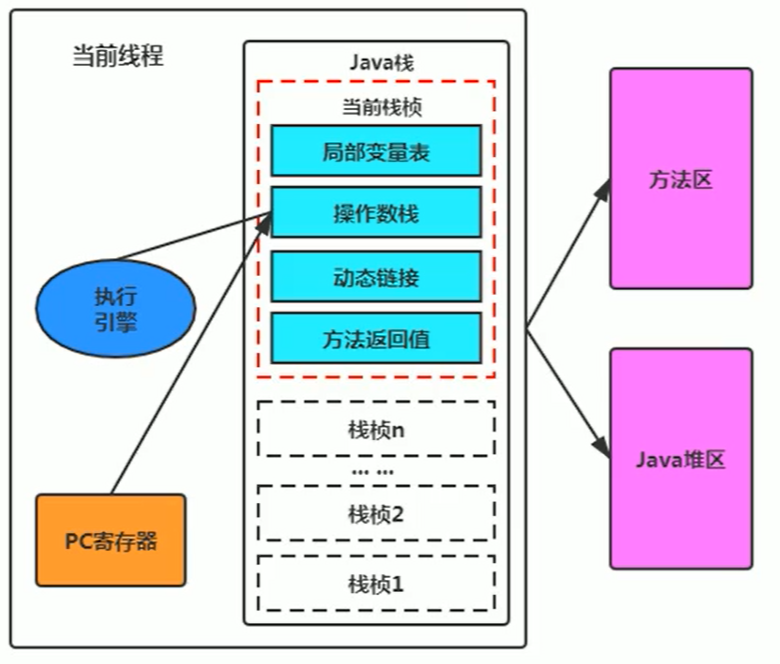 当前线程
Java栈
当前栈桢
局部变量表
操作数栈
动态链接
方法返回值
执行
引擎
PC寄存器
栈桢n
... ...
栈桢2
栈桢1
方法区
Java堆区